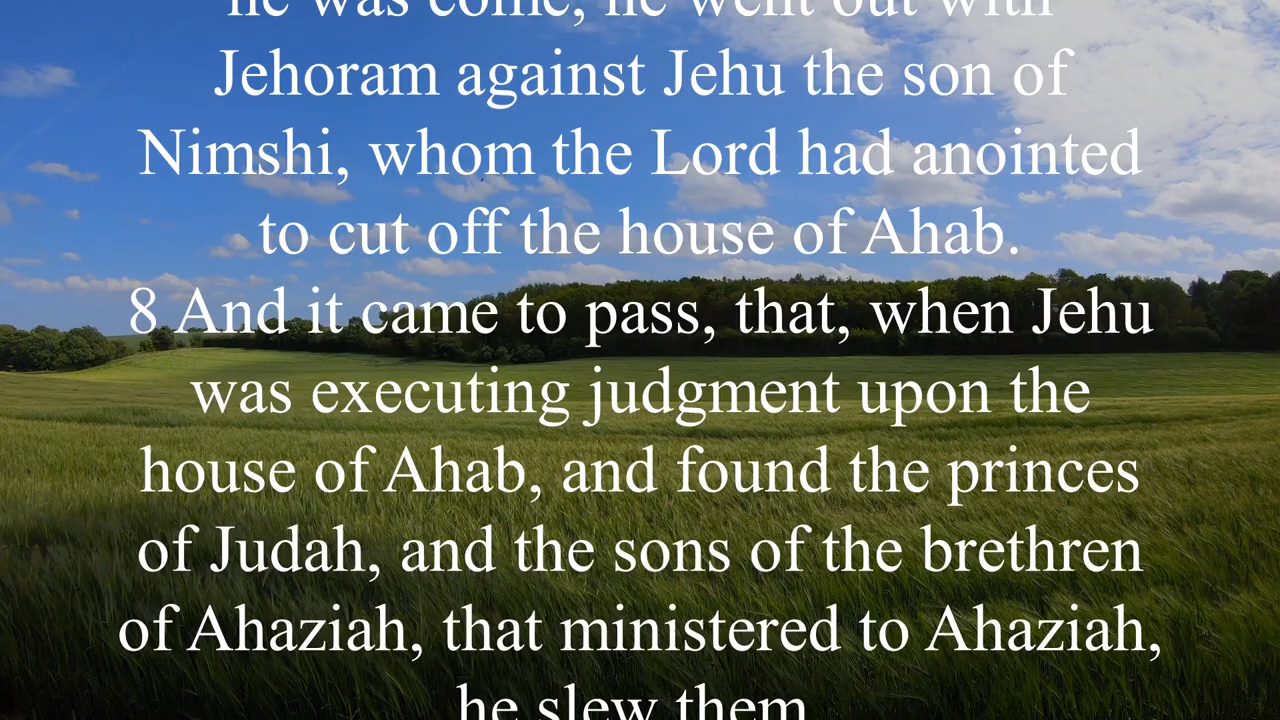 he was come, he went out with
Jehoram against Jehu the son of
Nimshi, whom the Lord had anointed
to cut off the house of Ahab.
8 And it came to pass, that, when Jehu
was executing judgment upon the
house of Ahab, and found the princes
of Judah, and the sons of the brethren
of Ahaziah, that ministered to Ahaziah,
he slew them